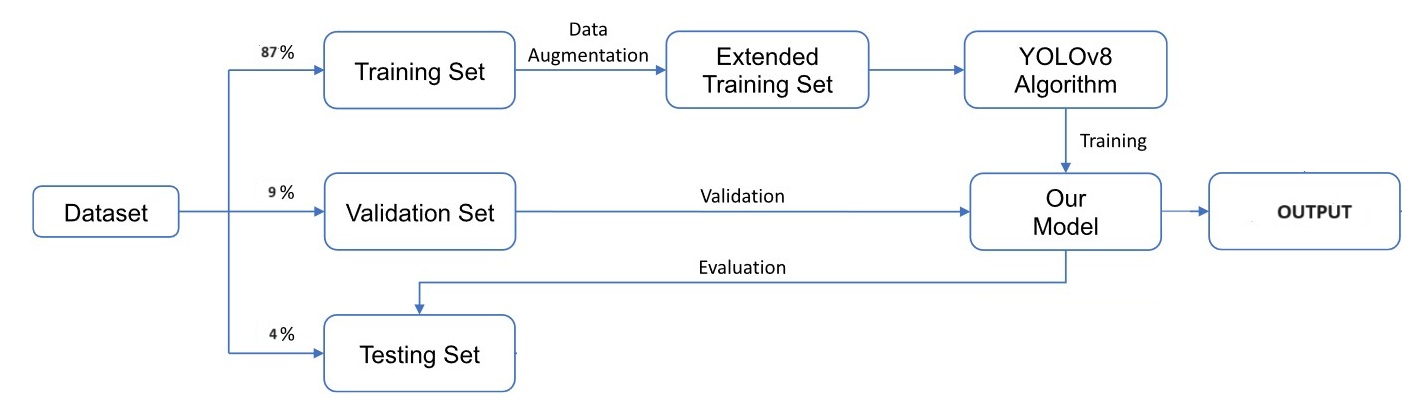 87%
Training Set
Data
Augmentation
Extended
Training Set
YOLOv8
Algorithm
Training
Dataset
9%
Validation Set
Validation
Our
Model
OUTPUT
Evaluation
4%
Testing Set